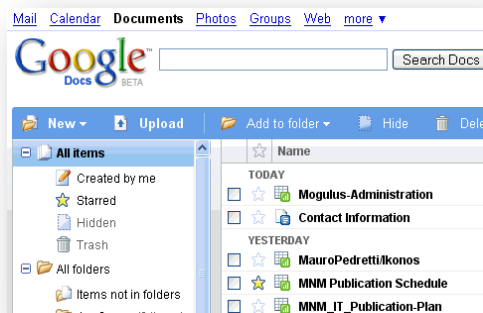 Mail Calendar Documents Photos Groups Web more ▼
Google™
Docs BETA
Search Docs
New Upload Add to folder Hide
All items
Name
TODAY
Created by me
Mogulus-Administration
Starred
Contact Information
Hidden
YESTERDAY
Trash
MauroPedretti/Ikonos
All folders
MNM Publication Schedule
Items not in folders
MNM_IT_Publication-Plan